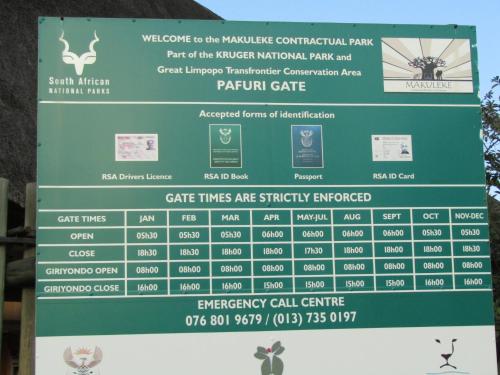 WELCOME to the MAKULEKE CONTRACTUAL PARK
Part of the KRUGER NATIONAL PARK and
Great Limpopo Transfrontier Conservation Area
PAFURI GATE
South African
NATIONAL PARKS
MAKULEKE
Accepted forms of identification
RSA Drivers Licence RSA ID Book Passport RSA ID Card
GATE TIMES ARE STRICTLY ENFORCED
GATE TIMES JAN FEB MAR APR MAY-JUL AUG SEPT OCT NOV-DEC
OPEN 05h30 05h30 05h30 06h00 06h00 06h00 06h00 05h30 05h30
CLOSE 18h30 18h30 18h00 18h00 17h30 18h00 18h00 18h00 18h30
GIRIYONDO OPEN 08h00 08h00 08h00 08h00 08h00 08h00 08h00 08h00 08h00
GIRIYONDO CLOSE 16h00 16h00 16h00 15h00 15h00 15h00 15h00 16h00 16h00
EMERGENCY CALL CENTRE
076 801 9679 / (013) 735 0197